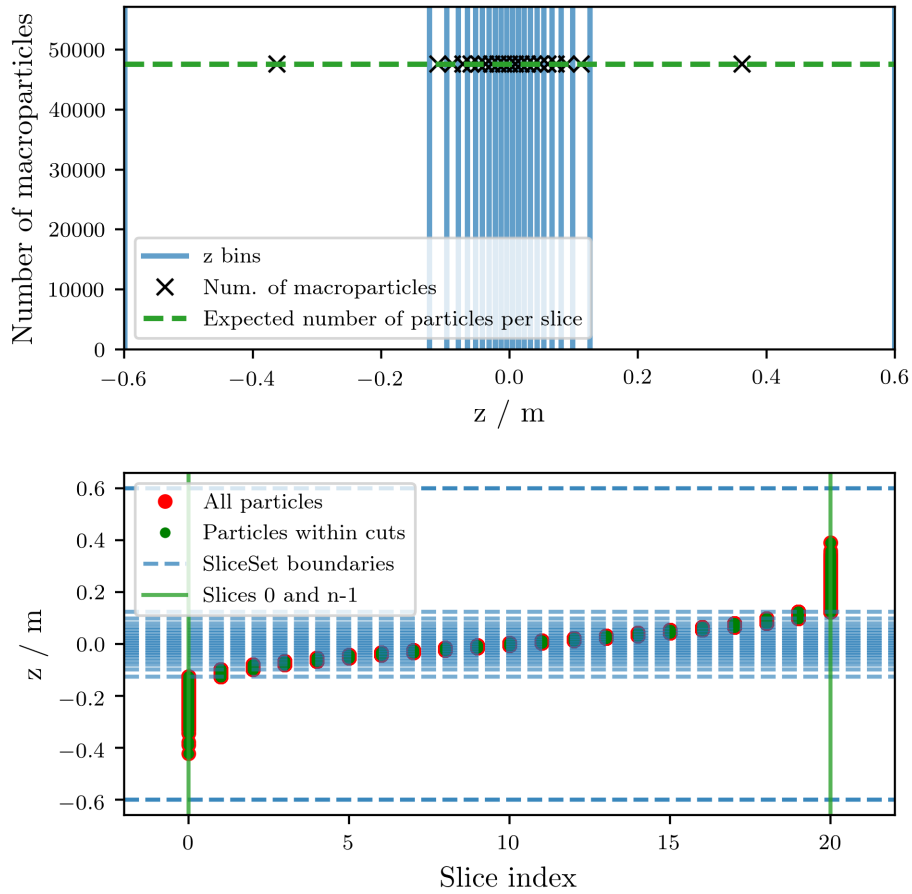 50000
40000
30000
20000
10000
0
Number of macroparticles
z bins
Num. of macroparticles
Expected number of particles per slice
−0.6
−0.4
−0.2
0.0
0.2
0.4
0.6
z / m
0.6
0.4
0.2
0.0
−0.2
−0.4
−0.6
z / m
All particles
Particles within cuts
SliceSet boundaries
Slices 0 and n-1
0
5
10
15
20
Slice index